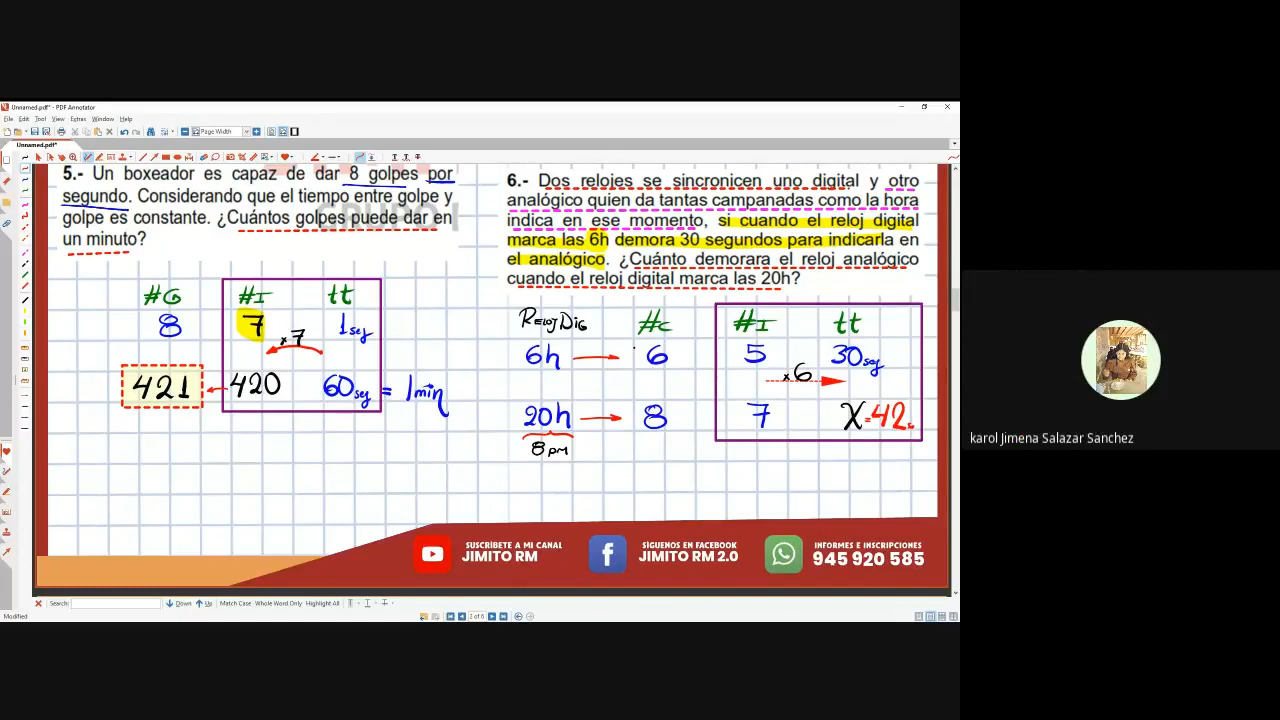 Unnamed.pdf* - PDF Annotator
File Edit Tool View Extras Window Help
Page Width
Unnamed.pdf*
5.- Un boxeador es capaz de dar 8 golpes por
segundo. Considerando que el tiempo entre golpe y
golpe es constante. ¿Cuántos golpes puede dar en
un minuto?
GRUPO
#G #I tt
8 7 1seg
×7
421 420 60seg = 1min
6.- Dos relojes se sincronicen uno digital y otro
analógico quien da tantas campanadas como la hora
indica en ese momento, si cuando el reloj digital
marca las 6h demora 30 segundos para indicarla en
el analógico. ¿Cuánto demorara el reloj analógico
cuando el reloj digital marca las 20h?
Reloj Dig #C #I tt
6h 6 5 30seg
×6
20h 8 7 X=42s
8pm
SUSCRÍBETE A MI CANAL
JIMITO RM
SÍGUENOS EN FACEBOOK
JIMITO RM 2.0
INFORMES E INSCRIPCIONES
945 920 585
Search: Down Up Match Case Whole Word Only Highlight All
Modified
2 of 6
karol Jimena Salazar Sanchez